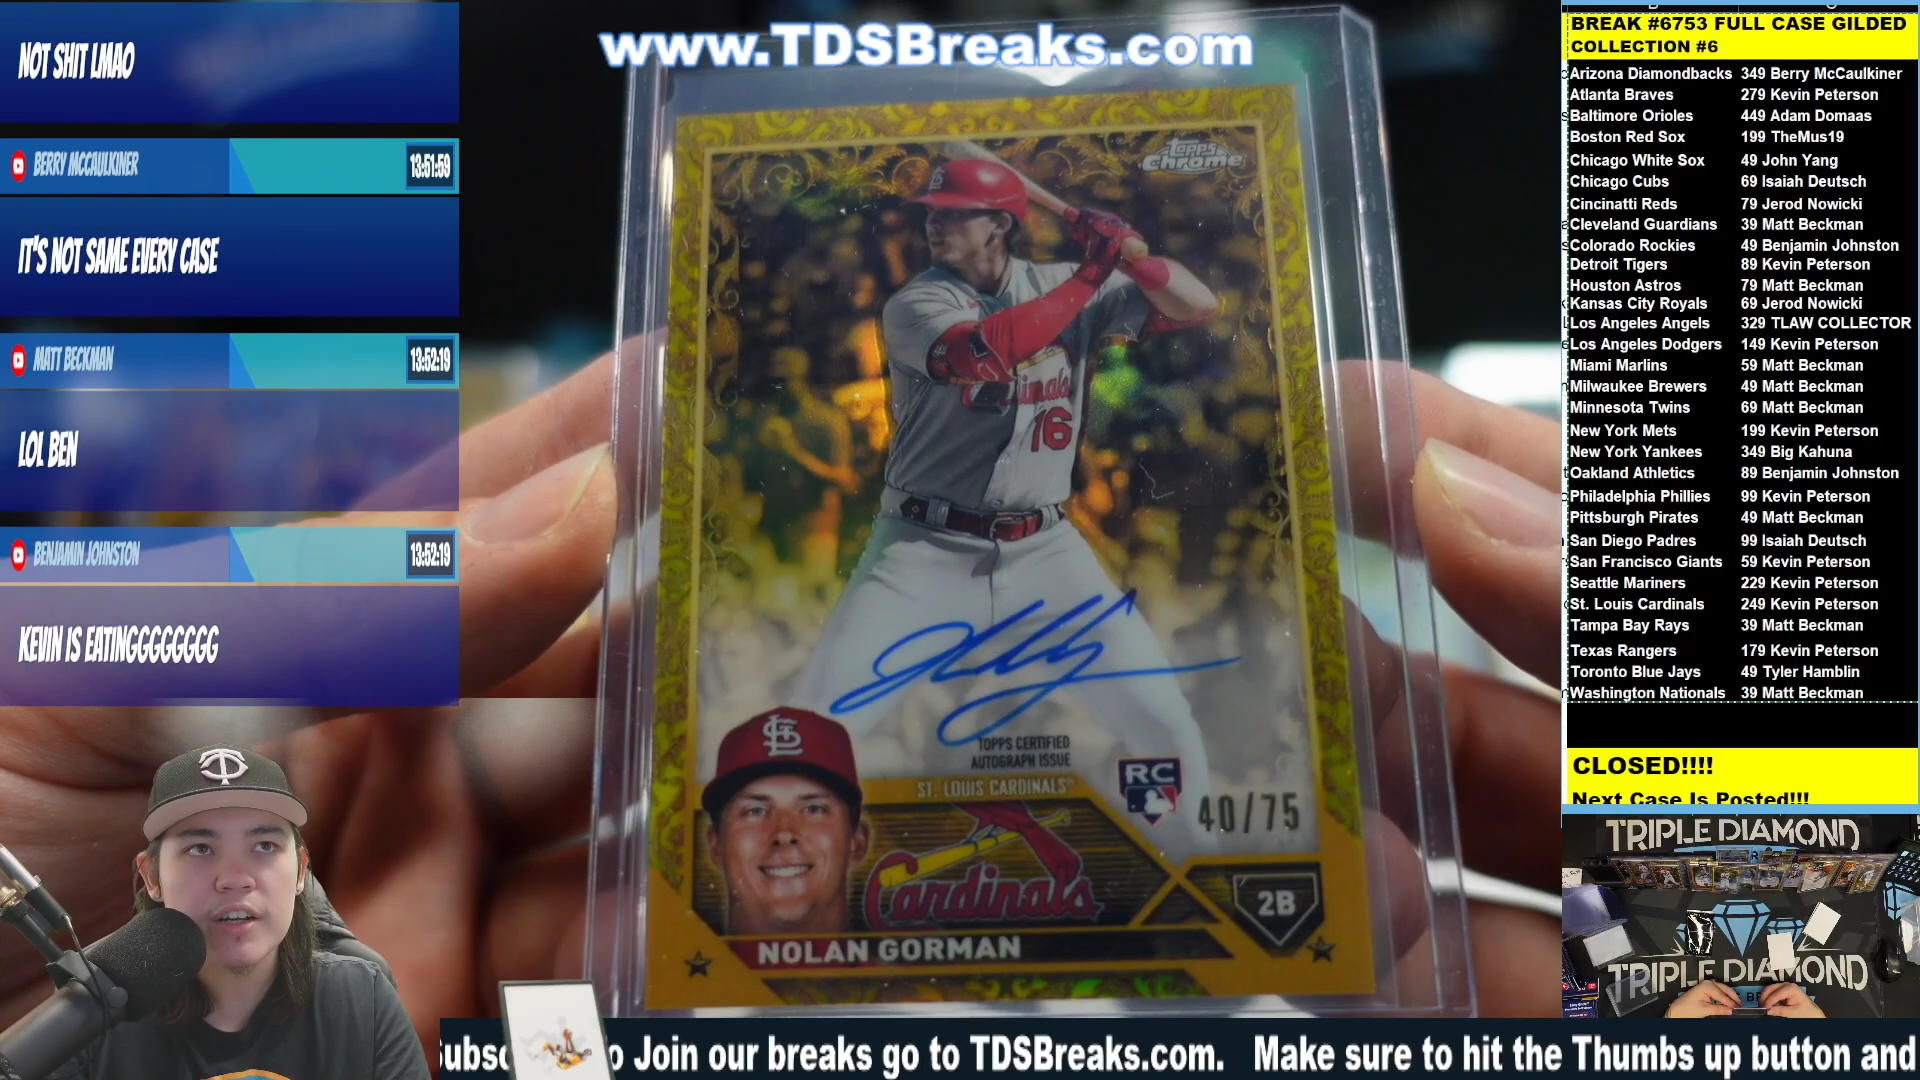 NOT SHIT LMAO
BERRY MCCAULKINER 13:51:59
IT'S NOT SAME EVERY CASE
MATT BECKMAN 13:52:19
LOL BEN
BENJAMIN JOHNSTON 13:52:19
KEVIN IS EATINGGGGGGGG
www.TDSBreaks.com
Topps
Chrome
Cardinals
16
TOPPS CERTIFIED
AUTOGRAPH ISSUE
ST. LOUIS CARDINALS
RC
40/75
Cardinals
2B
NOLAN GORMAN
BREAK #6753 FULL CASE GILDED
COLLECTION #6
Arizona Diamondbacks 349 Berry McCaulkiner
Atlanta Braves 279 Kevin Peterson
Baltimore Orioles 449 Adam Domaas
Boston Red Sox 199 TheMus19
Chicago White Sox 49 John Yang
Chicago Cubs 69 Isaiah Deutsch
Cincinatti Reds 79 Jerod Nowicki
Cleveland Guardians 39 Matt Beckman
Colorado Rockies 49 Benjamin Johnston
Detroit Tigers 89 Kevin Peterson
Houston Astros 79 Matt Beckman
Kansas City Royals 69 Jerod Nowicki
Los Angeles Angels 329 TLAW COLLECTOR
Los Angeles Dodgers 149 Kevin Peterson
Miami Marlins 59 Matt Beckman
Milwaukee Brewers 49 Matt Beckman
Minnesota Twins 69 Matt Beckman
New York Mets 199 Kevin Peterson
New York Yankees 349 Big Kahuna
Oakland Athletics 89 Benjamin Johnston
Philadelphia Phillies 99 Kevin Peterson
Pittsburgh Pirates 49 Matt Beckman
San Diego Padres 99 Isaiah Deutsch
San Francisco Giants 59 Kevin Peterson
Seattle Mariners 229 Kevin Peterson
St. Louis Cardinals 249 Kevin Peterson
Tampa Bay Rays 39 Matt Beckman
Texas Rangers 179 Kevin Peterson
Toronto Blue Jays 49 Tyler Hamblin
Washington Nationals 39 Matt Beckman
CLOSED!!!!
Next Case Is Posted!!!
TRIPLE DIAMOND
TRIPLE DIAMOND
o Join our breaks go to TDSBreaks.com. Make sure to hit the Thumbs up button and